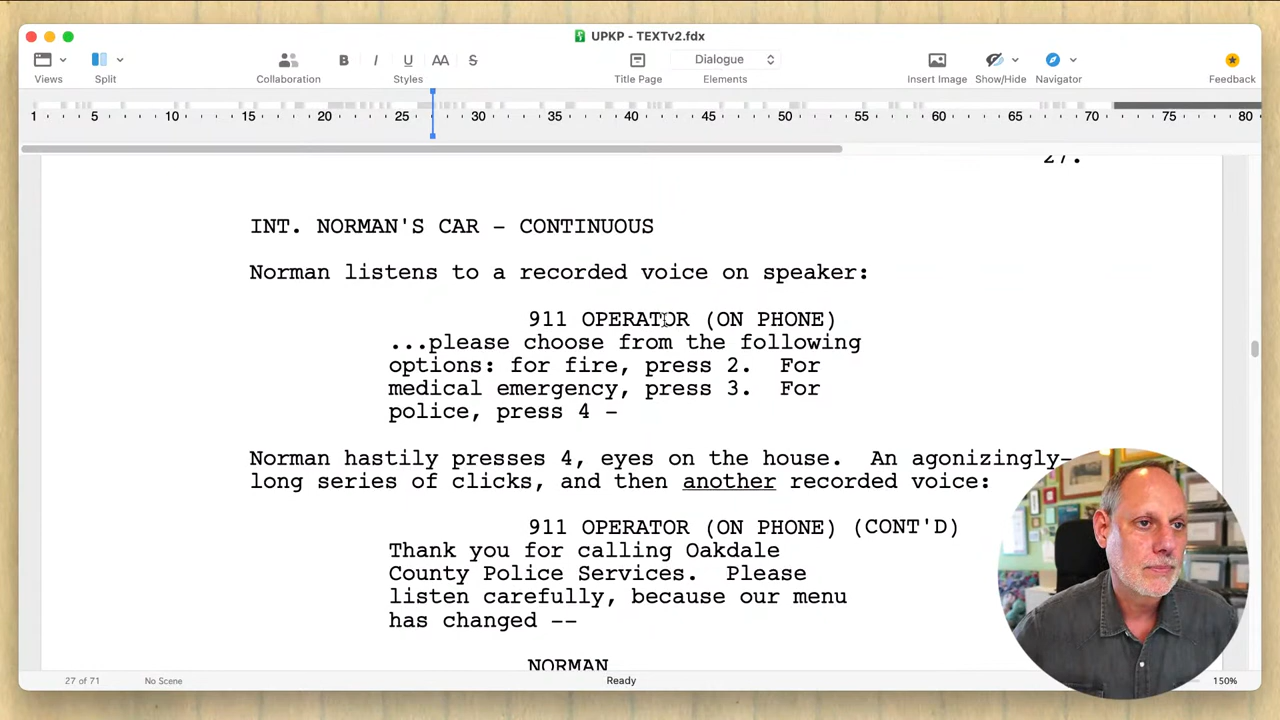 UPKP - TEXTv2.fdx
B I U AA S
Dialogue
Views Split Collaboration Styles Title Page Elements Insert Image Show/Hide Navigator Feedback
1 5 10 15 20 25 30 35 40 45 50 55 60 65 70 75 80
27.
INT. NORMAN'S CAR - CONTINUOUS
Norman listens to a recorded voice on speaker:
911 OPERATOR (ON PHONE)
...please choose from the following
options: for fire, press 2.  For
medical emergency, press 3.  For
police, press 4 -
Norman hastily presses 4, eyes on the house.  An agonizingly-
long series of clicks, and then another recorded voice:
911 OPERATOR (ON PHONE) (CONT'D)
Thank you for calling Oakdale
County Police Services.  Please
listen carefully, because our menu
has changed --
NORMAN
27 of 71 No Scene Ready 150%